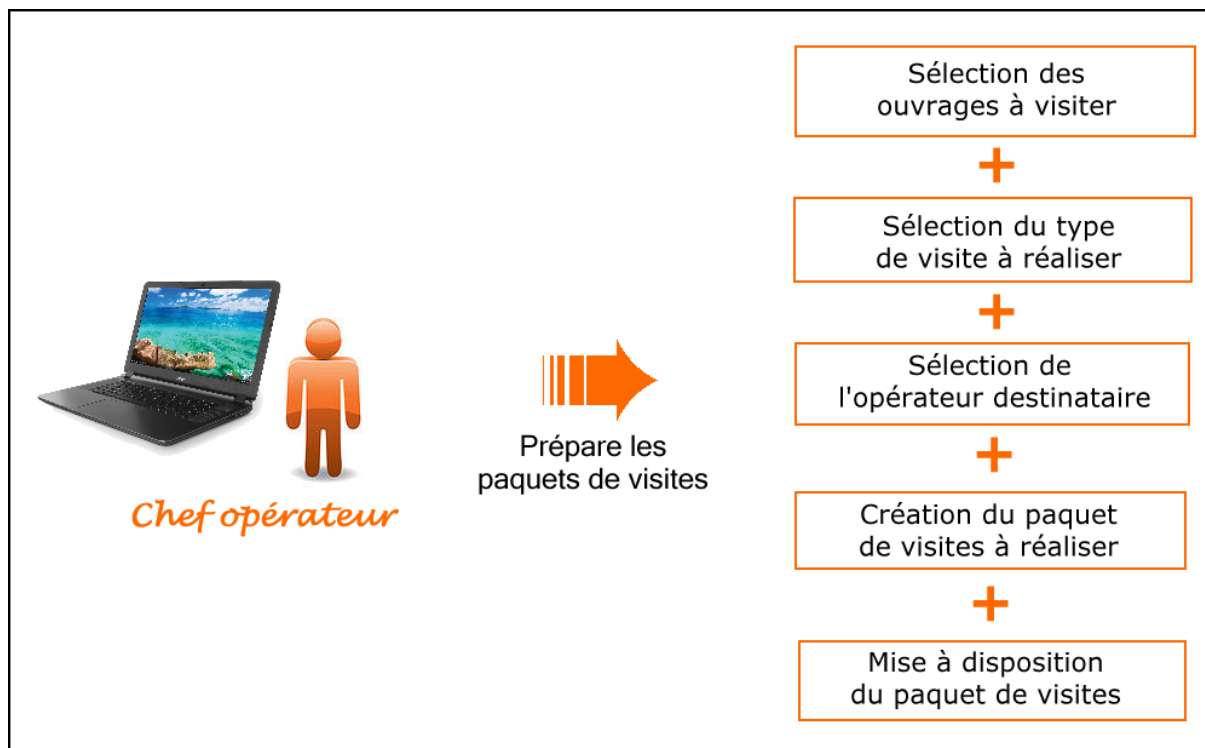 Sélection des
ouvrages à visiter
+
Sélection du type
de visite à réaliser
+
Sélection de
l'opérateur destinataire
+
Création du paquet
de visites à réaliser
+
Mise à disposition
du paquet de visites
Prépare les
paquets de visites
Chef opérateur